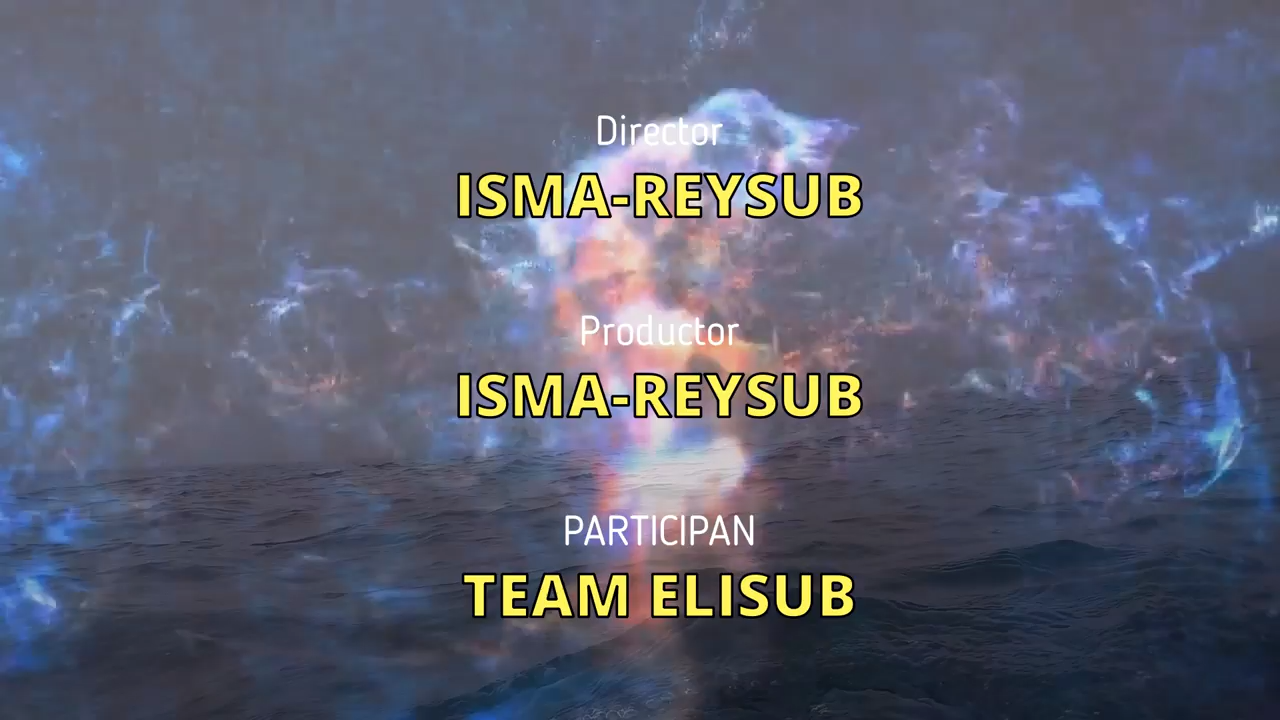 Director
ISMA-REYSUB
Productor
ISMA-REYSUB
PARTICIPAN
TEAM ELISUB